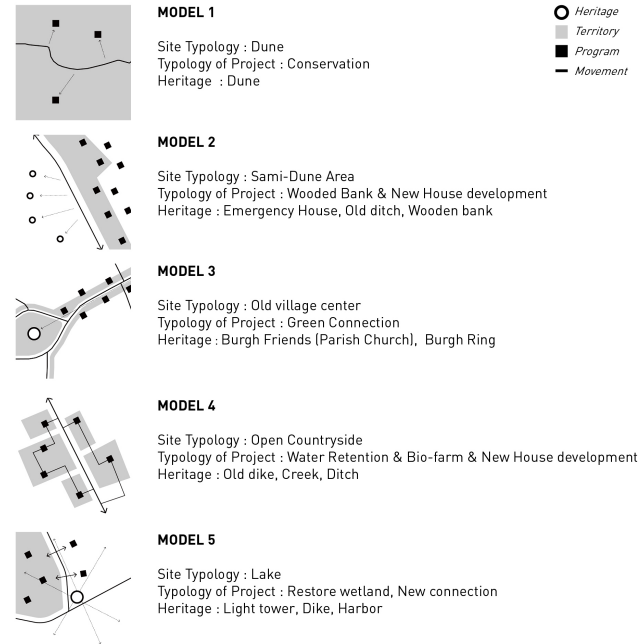 MODEL 1
Site Typology : Dune
Typology of Project : Conservation
Heritage : Dune
Heritage
Territory
Program
Movement
MODEL 2
Site Typology : Sami-Dune Area
Typology of Project : Wooded Bank & New House development
Heritage : Emergency House, Old ditch, Wooden bank
MODEL 3
Site Typology : Old village center
Typology of Project : Green Connection
Heritage : Burgh Friends (Parish Church), Burgh Ring
MODEL 4
Site Typology : Open Countryside
Typology of Project : Water Retention & Bio-farm & New House development
Heritage : Old dike, Creek, Ditch
MODEL 5
Site Typology : Lake
Typology of Project : Restore wetland, New connection
Heritage : Light tower, Dike, Harbor